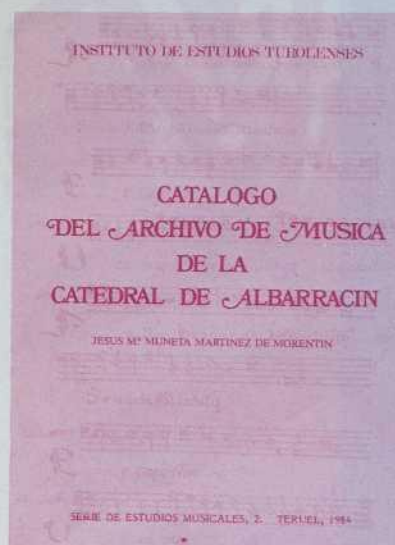 INSTITUTO DE ESTUDIOS TUROLENSES
CATALOGO
DEL ARCHIVO DE MUSICA
DE LA
CATEDRAL DE ALBARRACIN
JESUS Mª MUNETA MARTINEZ DE MORENTIN
SERIE DE ESTUDIOS MUSICALES, 2. TERUEL, 1984